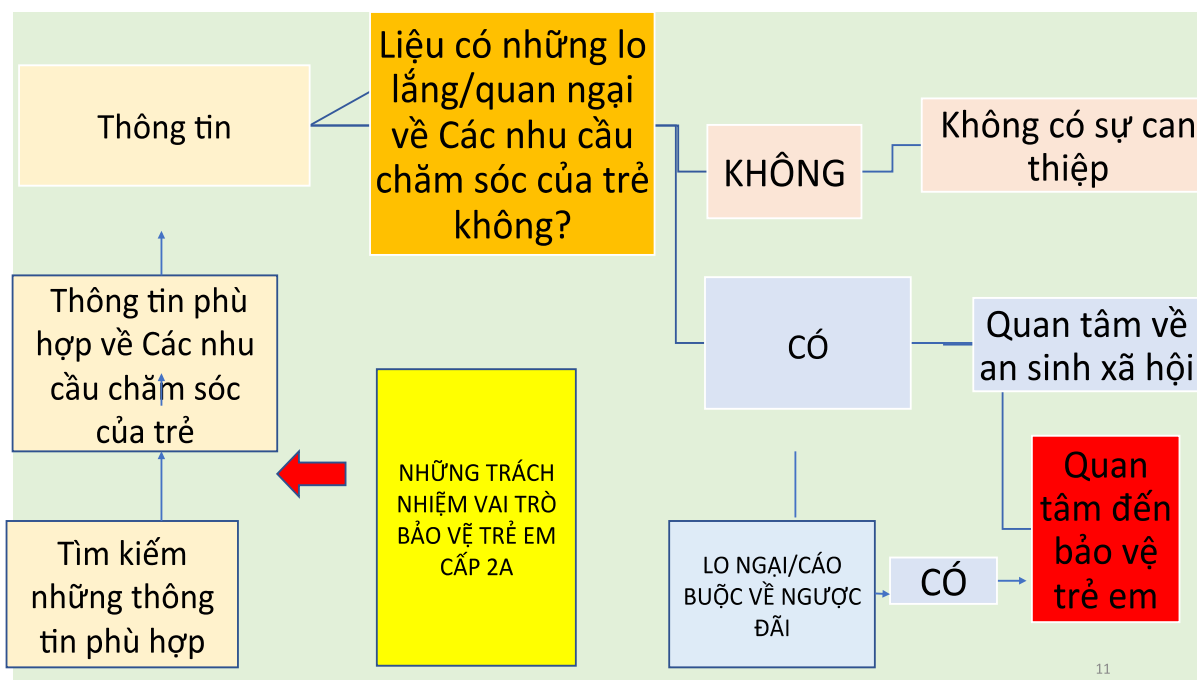 Thông tin
Liệu có những lo
lắng/quan ngại
về Các nhu cầu
chăm sóc của trẻ
không?
KHÔNG
Không có sự can
thiệp
Thông tin phù
hợp về Các nhu
cầu chăm sóc
của trẻ
CÓ
Quan tâm về
an sinh xã hội
NHỮNG TRÁCH
NHIỆM VAI TRÒ
BẢO VỆ TRẺ EM
CẤP 2A
Tìm kiếm
những thông
tin phù hợp
LO NGẠI/CÁO
BUỘC VỀ NGƯỢC
ĐÃI
CÓ
Quan
tâm đến
bảo vệ
trẻ em
11